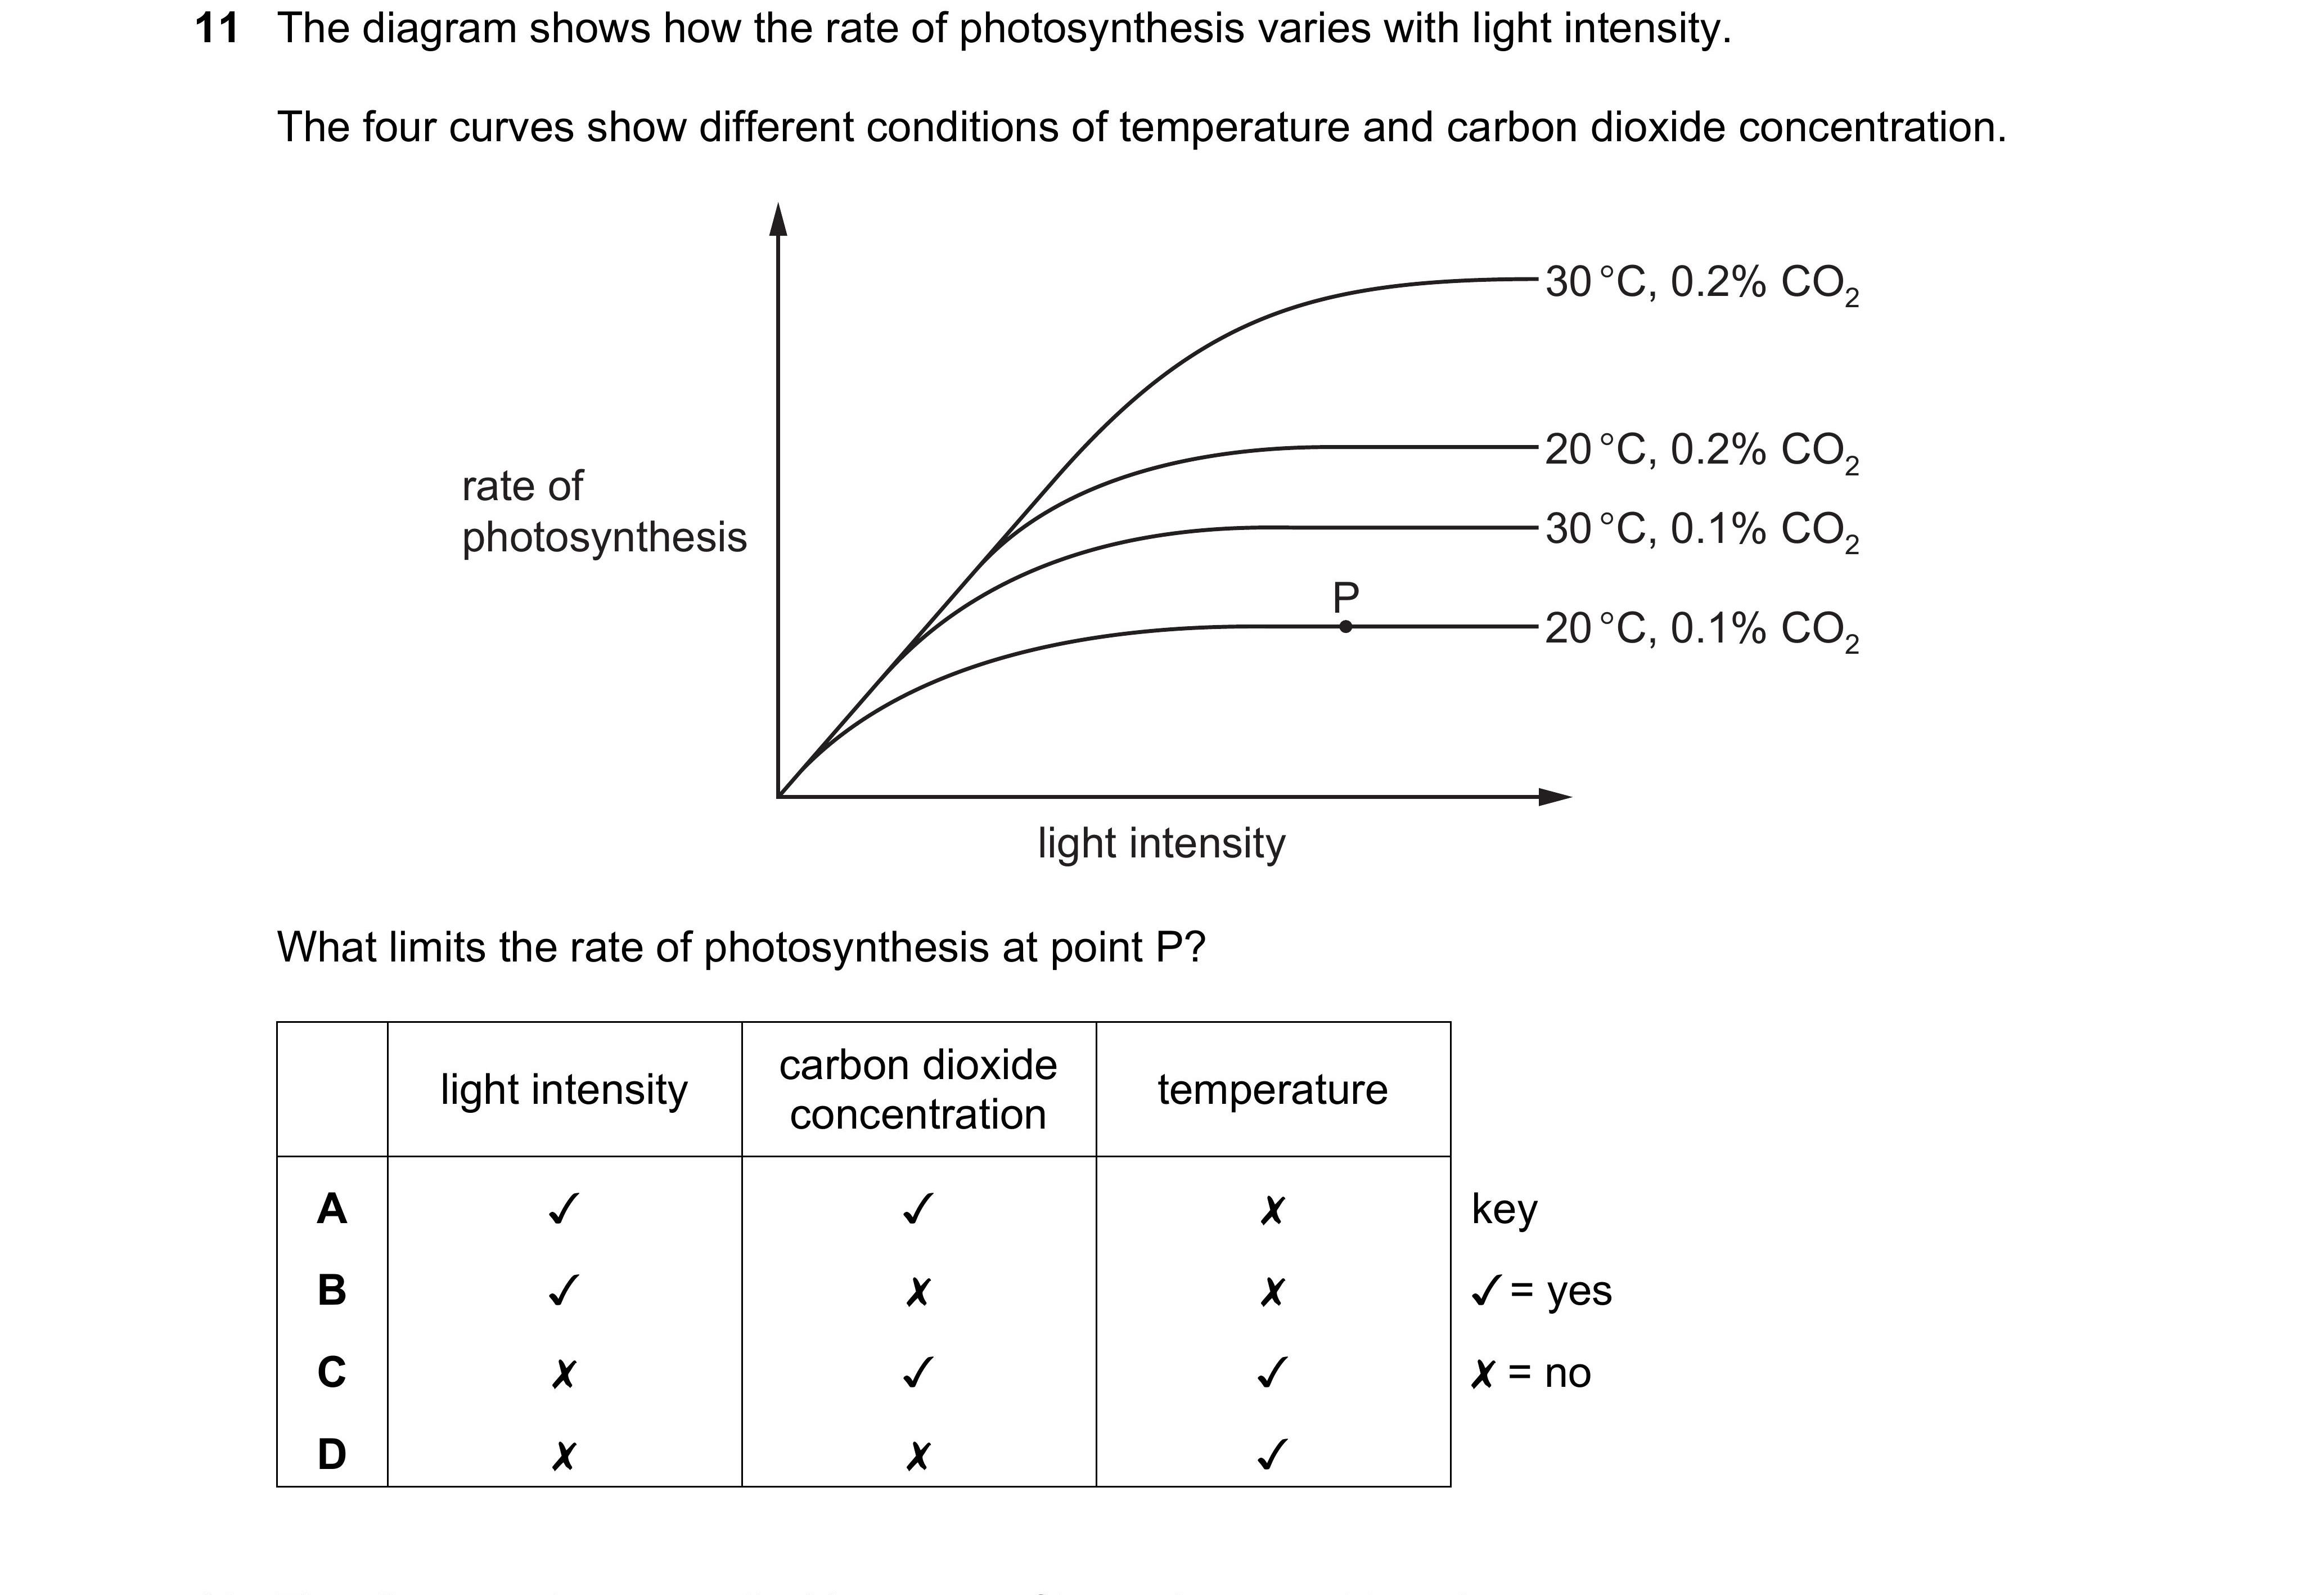 11 The diagram shows how the rate of photosynthesis varies with light intensity.
The four curves show different conditions of temperature and carbon dioxide concentration.
30 °C, 0.2% CO₂
20 °C, 0.2% CO₂
rate of
photosynthesis
30 °C, 0.1% CO₂
P
20 °C, 0.1% CO₂
light intensity
What limits the rate of photosynthesis at point P?
light intensity carbon dioxide concentration temperature
A ✓ ✓ ✗ key
B ✓ ✗ ✗ ✓ = yes
C ✗ ✓ ✓ ✗ = no
D ✗ ✗ ✓